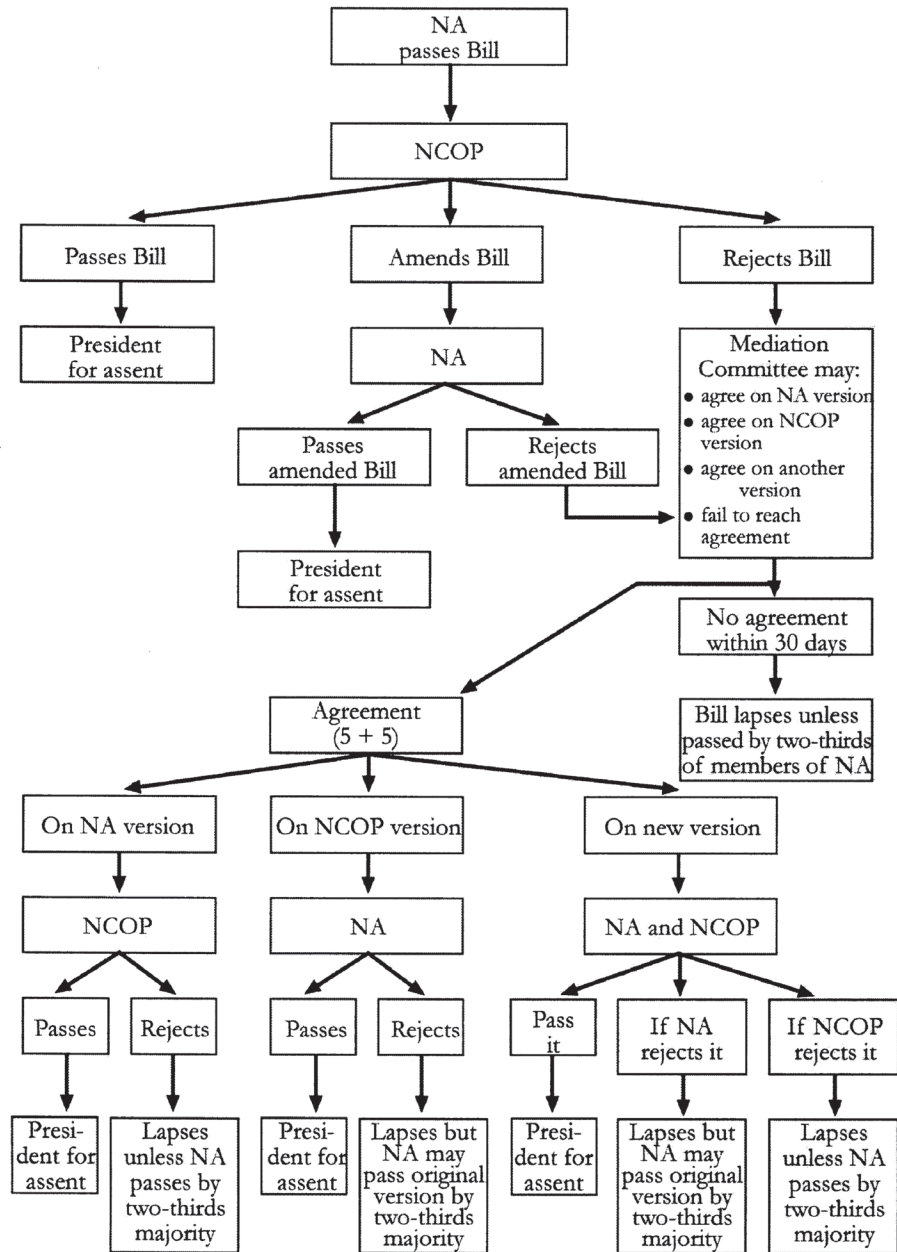 NA
passes Bill
NCOP
Passes Bill
Amends Bill
Rejects Bill
President
for assent
NA
Mediation
Committee may:
• agree on NA version
• agree on NCOP
version
• agree on another
version
• fail to reach
agreement
Passes
amended Bill
Rejects
amended Bill
President
for assent
No agreement
within 30 days
Bill lapses unless
passed by two-thirds
of members of NA
Agreement
(5 + 5)
On NA version
On NCOP version
On new version
NCOP
NA
NA and NCOP
Passes
Rejects
Passes
Rejects
Pass
it
If NA
rejects it
If NCOP
rejects it
Presi-
dent for
assent
Lapses
unless NA
passes by
two-thirds
majority
Presi-
dent for
assent
Lapses but
NA may
pass original
version by
two-thirds
majority
Presi-
dent for
assent
Lapses but
NA may
pass original
version by
two-thirds
majority
Lapses
unless NA
passes by
two-thirds
majority